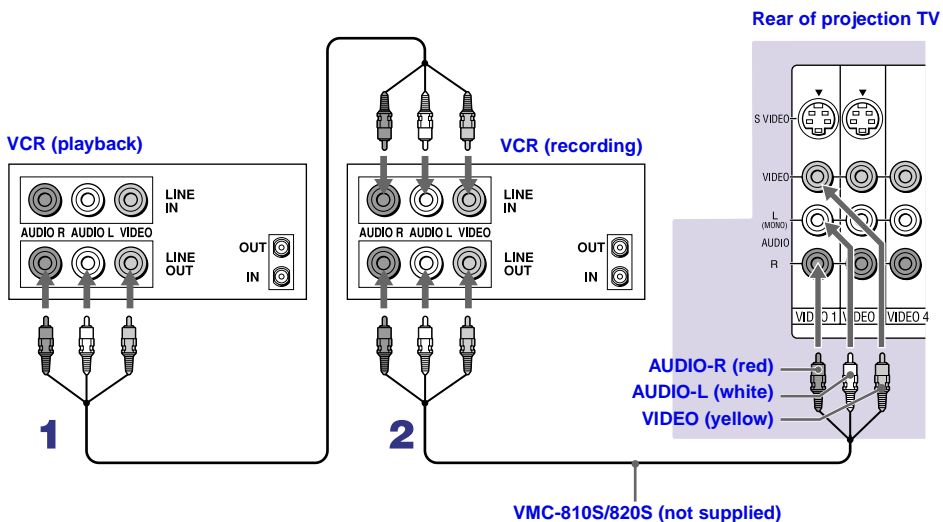 Rear of projection TV
S VIDEO
VIDEO
L
(MONO)
AUDIO
R
VIDEO 1
VIDEO
VIDEO 4
VCR (playback)
LINE
IN
AUDIO R AUDIO L VIDEO
LINE
OUT
OUT
IN
VCR (recording)
LINE
IN
AUDIO R AUDIO L VIDEO
LINE
OUT
OUT
IN
AUDIO-R (red)
AUDIO-L (white)
VIDEO (yellow)
1
2
VMC-810S/820S (not supplied)